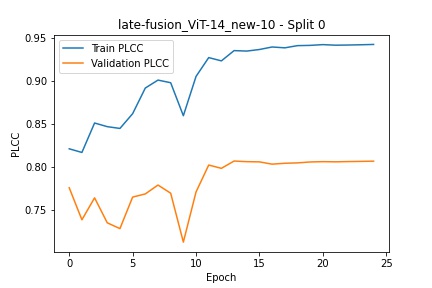 late-fusion_ViT-14_new-10 - Split 0
Train PLCC
Validation PLCC
PLCC
0.95
0.90
0.85
0.80
0.75
0 5 10 15 20 25
Epoch